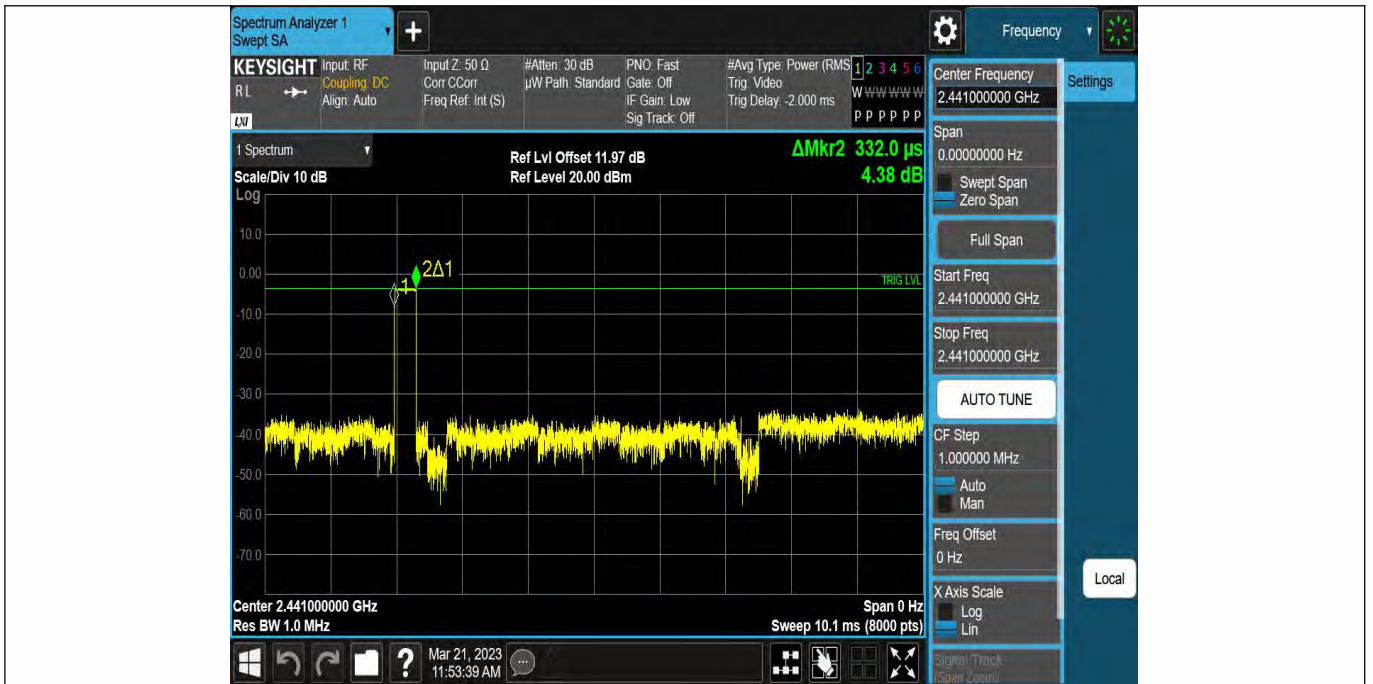 Spectrum Analyzer 1
Swept SA
+
Frequency
KEYSIGHT
RL
LXI
Input: RF
Coupling: DC
Align: Auto
Input Z: 50 Ω
Corr CCorr
Freq Ref: Int (S)
#Atten: 30 dB
µW Path: Standard
PNO: Fast
Gate: Off
IF Gain: Low
Sig Track: Off
#Avg Type: Power (RMS
Trig: Video
Trig Delay: -2.000 ms
1 2 3 4 5 6
W W W W W W
P P P P P P
1 Spectrum
Scale/Div 10 dB
Ref Lvl Offset 11.97 dB
Ref Level 20.00 dBm
ΔMkr2 332.0 µs
4.38 dB
Log
10.0
0.00
-10.0
-20.0
-30.0
-40.0
-50.0
-60.0
-70.0
1
2Δ1
TRIG LVL
Center 2.441000000 GHz
Res BW 1.0 MHz
Span 0 Hz
Sweep 10.1 ms (8000 pts)
Center Frequency
2.441000000 GHz
Settings
Span
0.00000000 Hz
Swept Span
Zero Span
Full Span
Start Freq
2.441000000 GHz
Stop Freq
2.441000000 GHz
AUTO TUNE
CF Step
1.000000 MHz
Auto
Man
Freq Offset
0 Hz
X Axis Scale
Log
Lin
Signal Track
(Span Zoom)
Local
?
Mar 21, 2023
11:53:39 AM